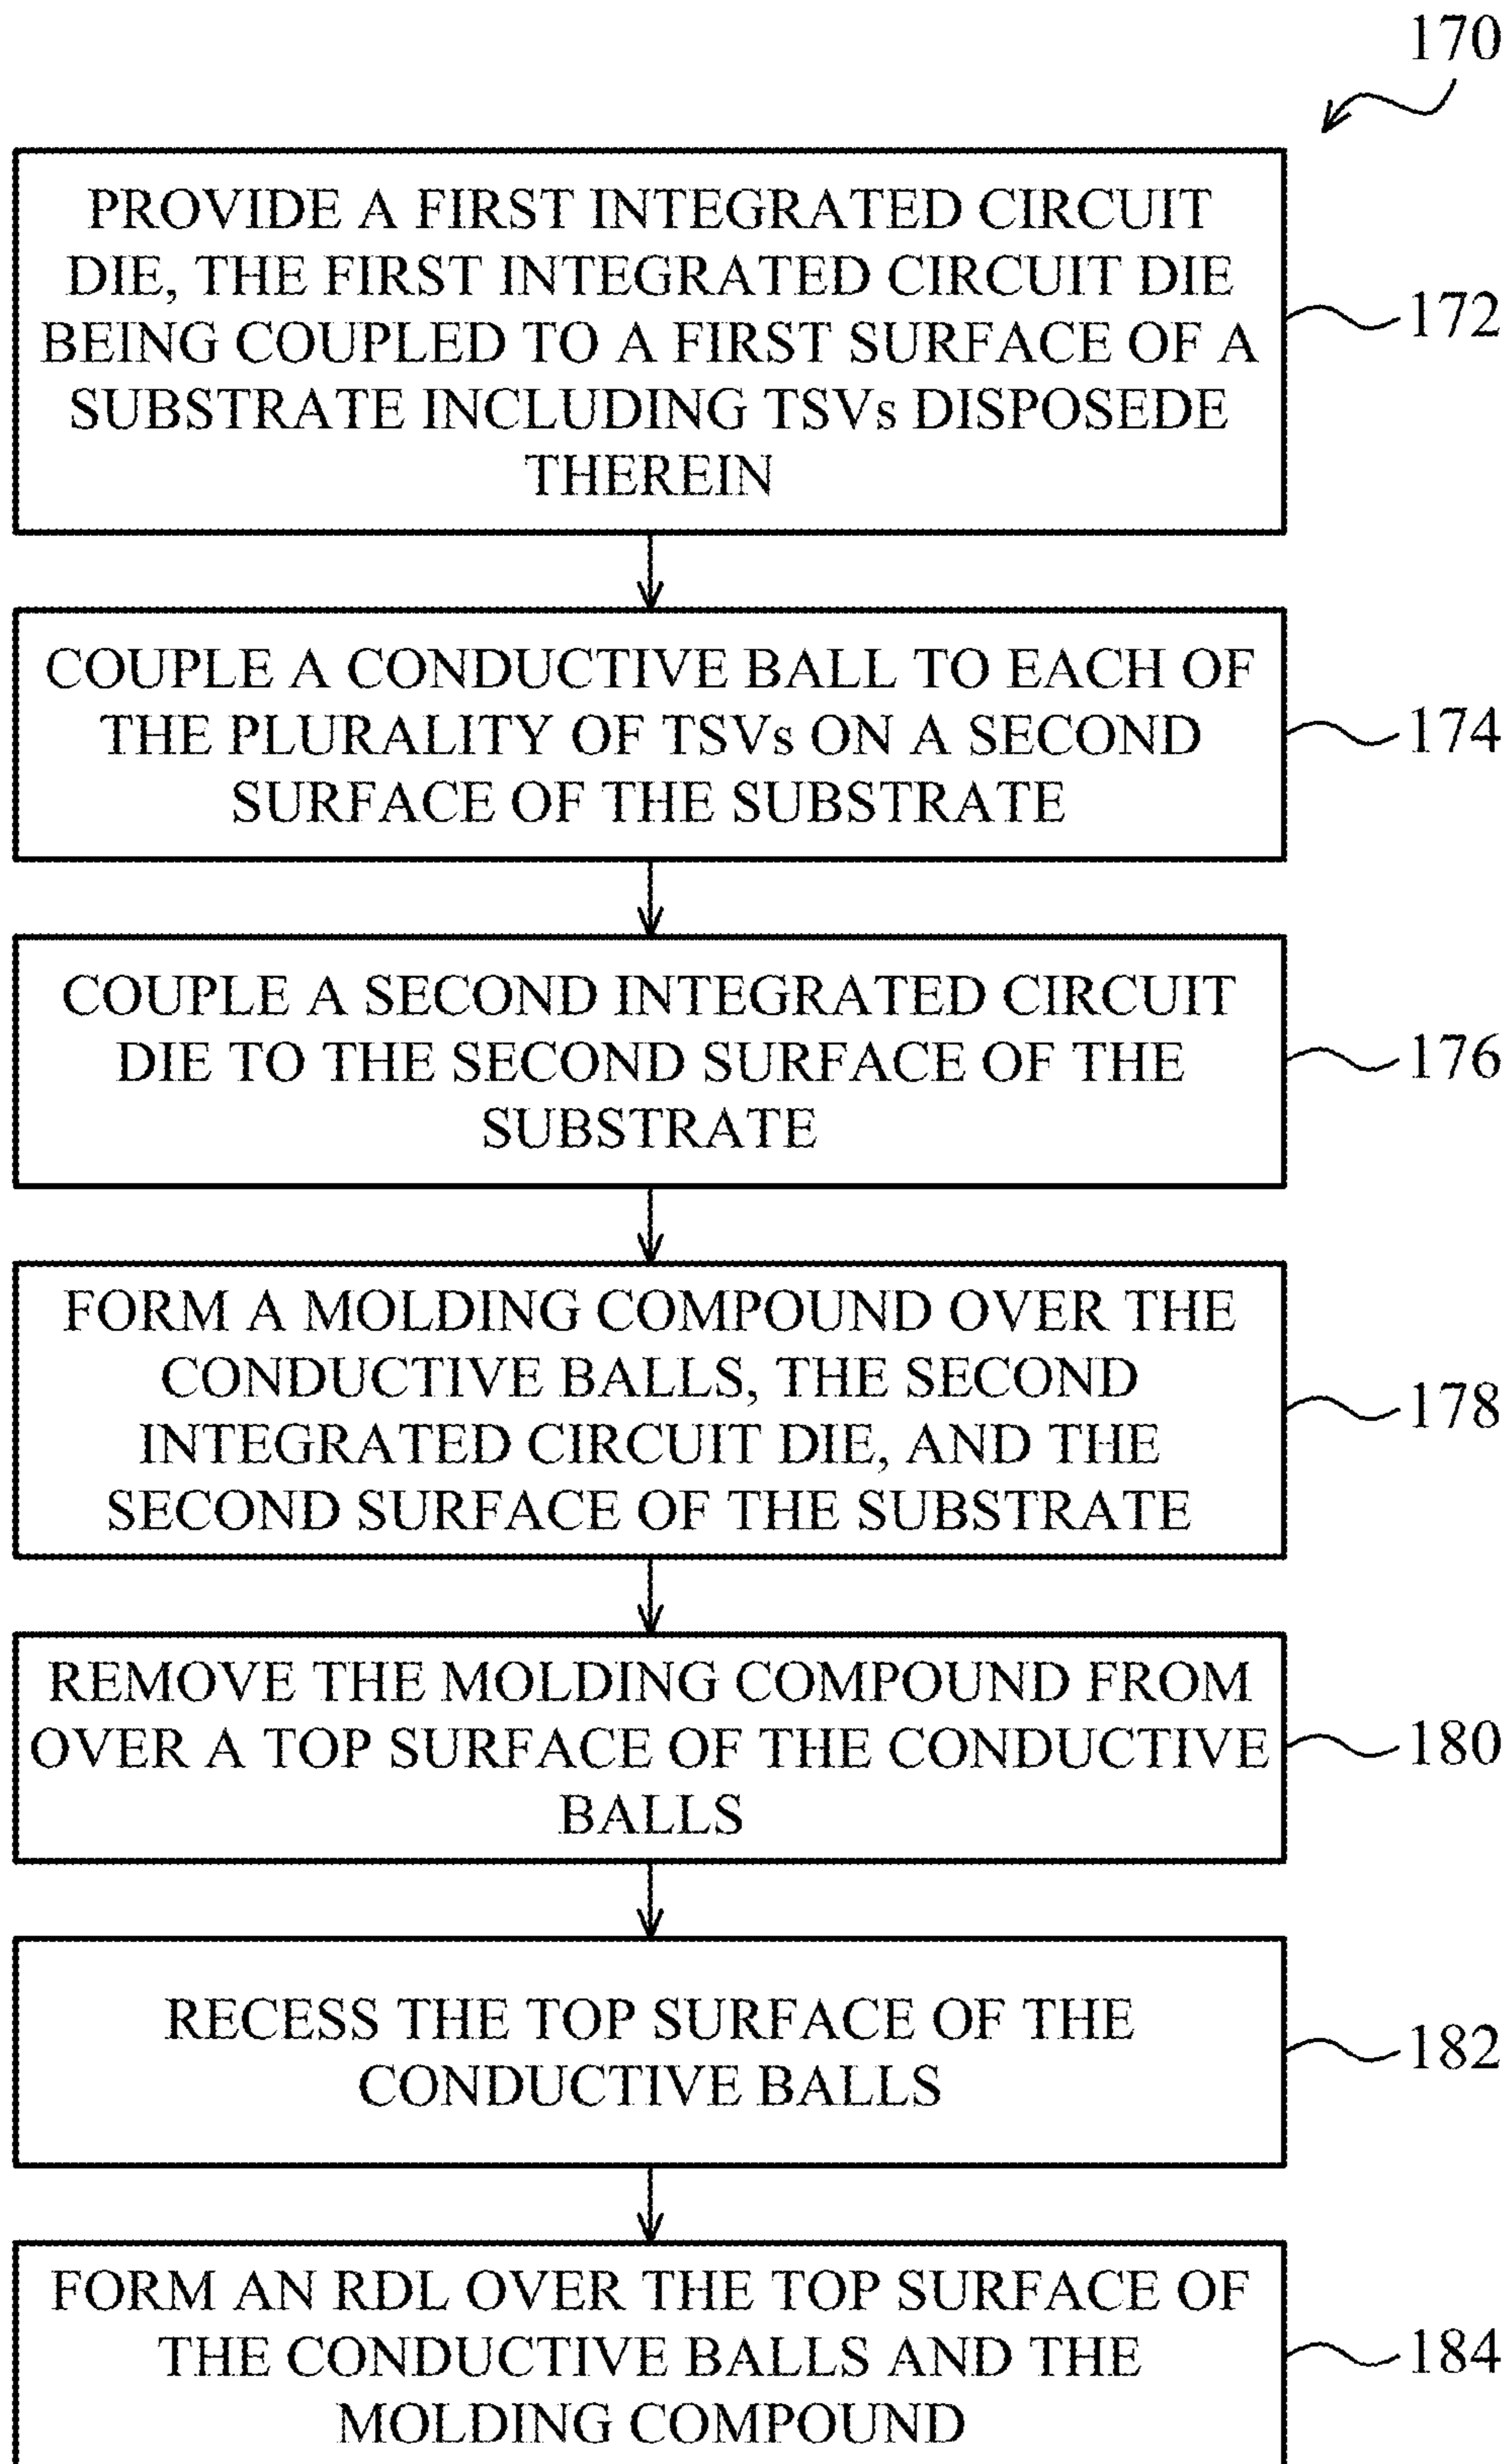 170
PROVIDE A FIRST INTEGRATED CIRCUIT
DIE, THE FIRST INTEGRATED CIRCUIT DIE
BEING COUPLED TO A FIRST SURFACE OF A
SUBSTRATE INCLUDING TSVs DISPOSEDE
THEREIN
172
COUPLE A CONDUCTIVE BALL TO EACH OF
THE PLURALITY OF TSVs ON A SECOND
SURFACE OF THE SUBSTRATE
174
COUPLE A SECOND INTEGRATED CIRCUIT
DIE TO THE SECOND SURFACE OF THE
SUBSTRATE
176
FORM A MOLDING COMPOUND OVER THE
CONDUCTIVE BALLS, THE SECOND
INTEGRATED CIRCUIT DIE, AND THE
SECOND SURFACE OF THE SUBSTRATE
178
REMOVE THE MOLDING COMPOUND FROM
OVER A TOP SURFACE OF THE CONDUCTIVE
BALLS
180
RECESS THE TOP SURFACE OF THE
CONDUCTIVE BALLS
182
FORM AN RDL OVER THE TOP SURFACE OF
THE CONDUCTIVE BALLS AND THE
MOLDING COMPOUND
184